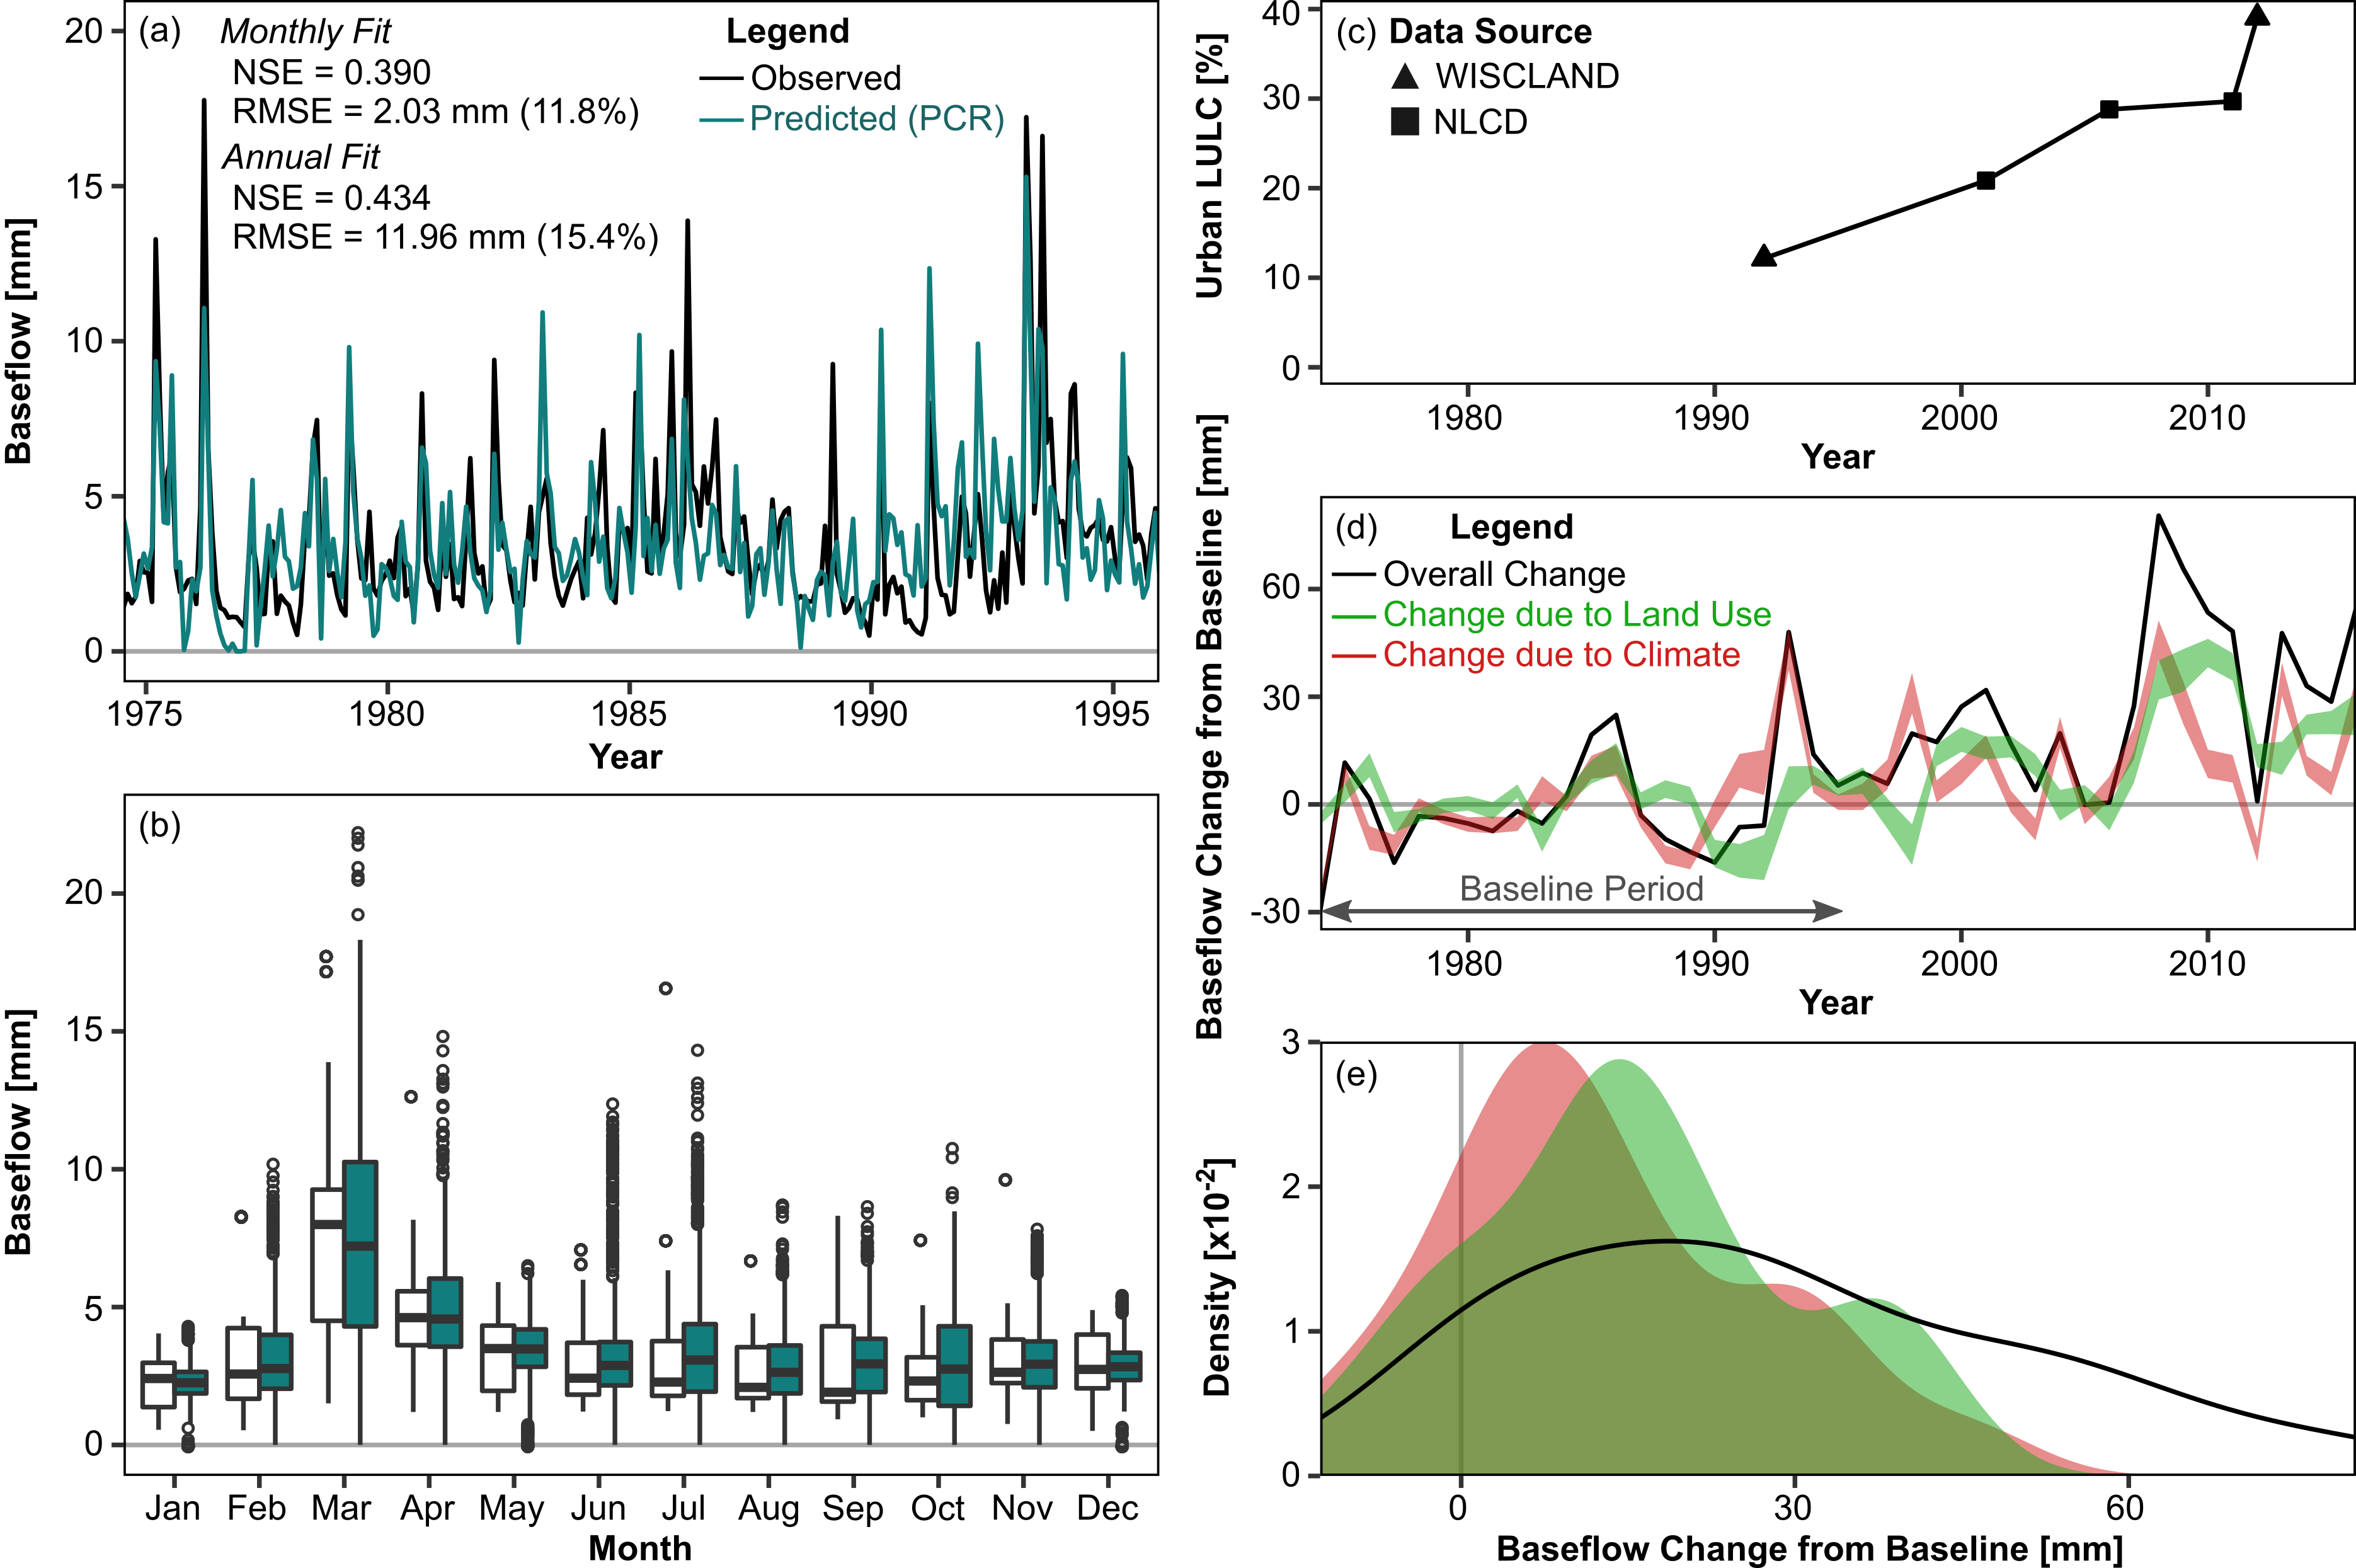 (a)
Monthly Fit
NSE = 0.390
RMSE = 2.03 mm (11.8%)
Annual Fit
NSE = 0.434
RMSE = 11.96 mm (15.4%)
Legend
Observed
Predicted (PCR)
20
15
10
5
0
Baseflow [mm]
1975 1980 1985 1990 1995
Year
(b)
20
15
10
5
0
Baseflow [mm]
Jan Feb Mar Apr May Jun Jul Aug Sep Oct Nov Dec
Month
(c) Data Source
WISCLAND
NLCD
40
30
20
10
0
Urban LULC [%]
1980 1990 2000 2010
Year
(d) Legend
Overall Change
Change due to Land Use
Change due to Climate
Baseline Period
60
30
0
-30
Baseflow Change from Baseline [mm]
1980 1990 2000 2010
Year
(e)
3
2
1
0
Density [x10-2]
0 30 60
Baseflow Change from Baseline [mm]